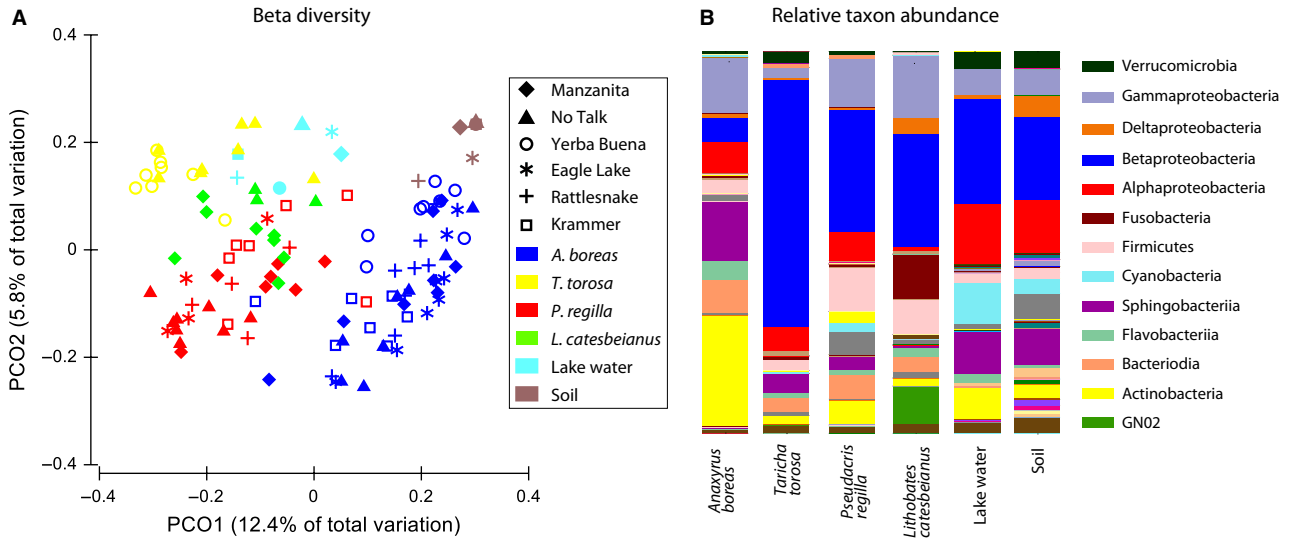 A
Beta diversity
0.4
0.2
0
−0.2
−0.4
PCO2 (5.8% of total variation)
−0.4
−0.2
0
0.2
0.4
PCO1 (12.4% of total variation)
Manzanita
No Talk
Yerba Buena
Eagle Lake
Rattlesnake
Krammer
A. boreas
T. torosa
P. regilla
L. catesbeianus
Lake water
Soil
B
Relative taxon abundance
Anaxyrus
boreas
Taricha
torosa
Pseudacris
regilla
Lithobates
catesbeianus
Lake water
Soil
Verrucomicrobia
Gammaproteobacteria
Deltaproteobacteria
Betaproteobacteria
Alphaproteobacteria
Fusobacteria
Firmicutes
Cyanobacteria
Sphingobacteriia
Flavobacteriia
Bacteriodia
Actinobacteria
GN02